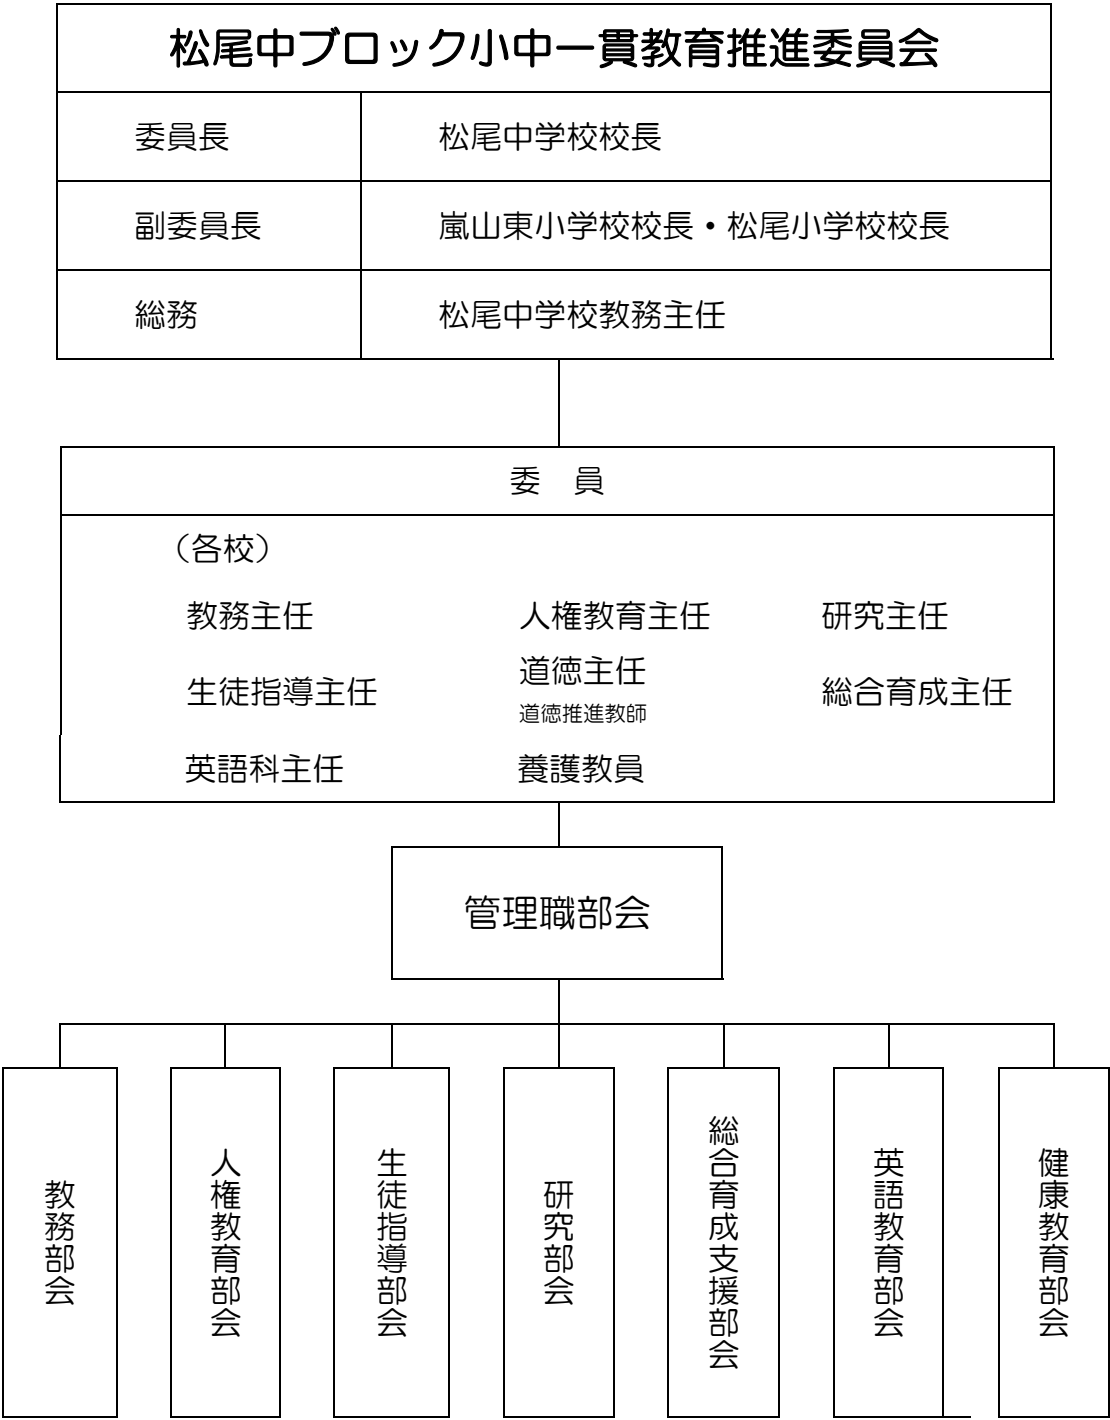 松尾中ブロック小中一貫教育推進委員会
委員長 松尾中学校校長
副委員長 嵐山東小学校校長・松尾小学校校長
総務 松尾中学校教務主任
委　員
（各校）
教務主任 人権教育主任 研究主任
生徒指導主任 道徳主任 総合育成主任
道徳推進教師
英語科主任 養護教員
管理職部会
教務部会
人権教育部会
生徒指導部会
研究部会
総合育成支援部会
英語教育部会
健康教育部会